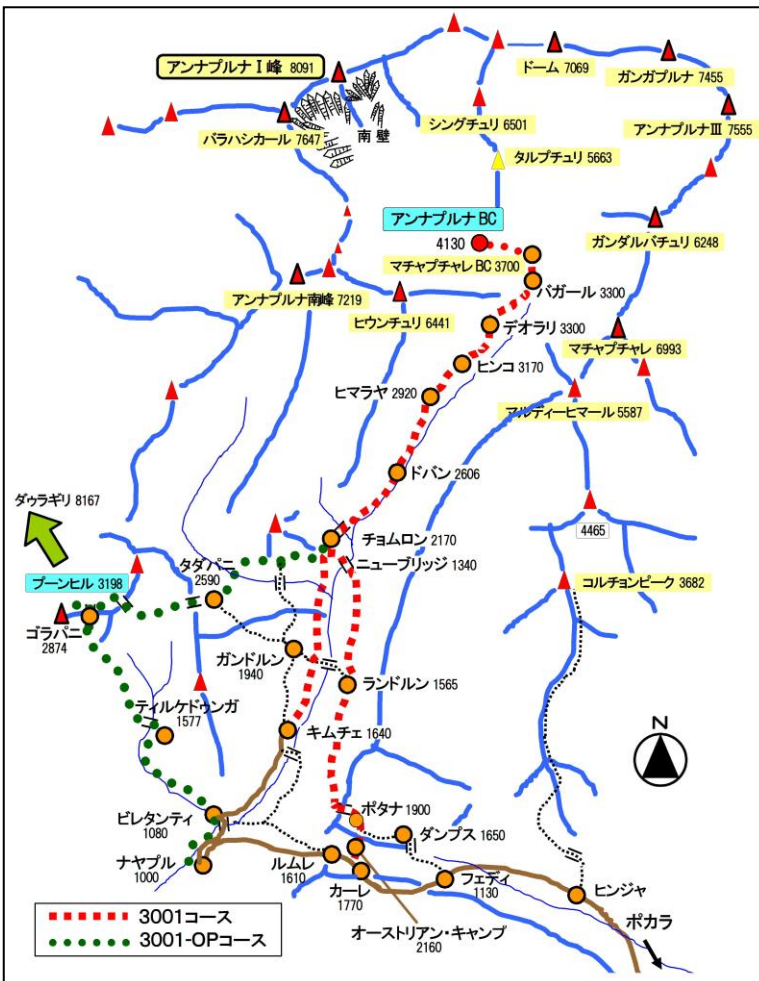 アンナプルナⅠ峰 8091
ドーム 7069
ガンガプルナ 7455
シングチュリ 6501
アンナプルナⅢ 7555
南壁
バラハシカール 7647
タルプチュリ 5663
アンナプルナBC
4130
ガンダルバチュリ 6248
マチャプチャレBC 3700
アンナプルナ南峰 7219
バガール 3300
ヒウンチュリ 6441
デオラリ 3300
マチャプチャレ 6993
ヒンコ 3170
ヒマラヤ 2920
マルディーヒマール 5587
ドバン 2606
ダウラギリ 8167
4465
チョムロン 2170
ニューブリッジ 1340
タダパニ
2590
プーンヒル 3198
コルチョンピーク 3682
ゴラパニ
2874
ガンドルン
1940
ランドルン 1565
ティルケドゥンガ
1577
キムチェ 1640
N
ポタナ 1900
ビレタンティ
1080
ダンプス 1650
ナヤプル
1000
ルムレ
1610
カーレ
1770
フェディ
1130
ヒンジャ
ポカラ
オーストリアン・キャンプ
2160
3001コース
3001-OPコース